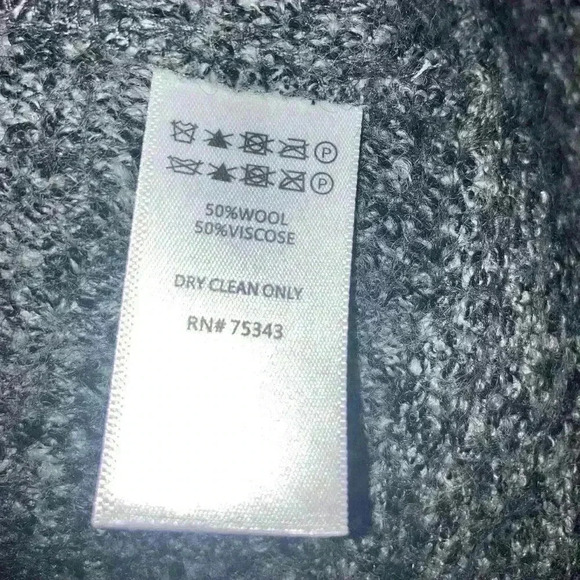 P
P
50%WOOL
50%VISCOSE
DRY CLEAN ONLY
RN# 75343